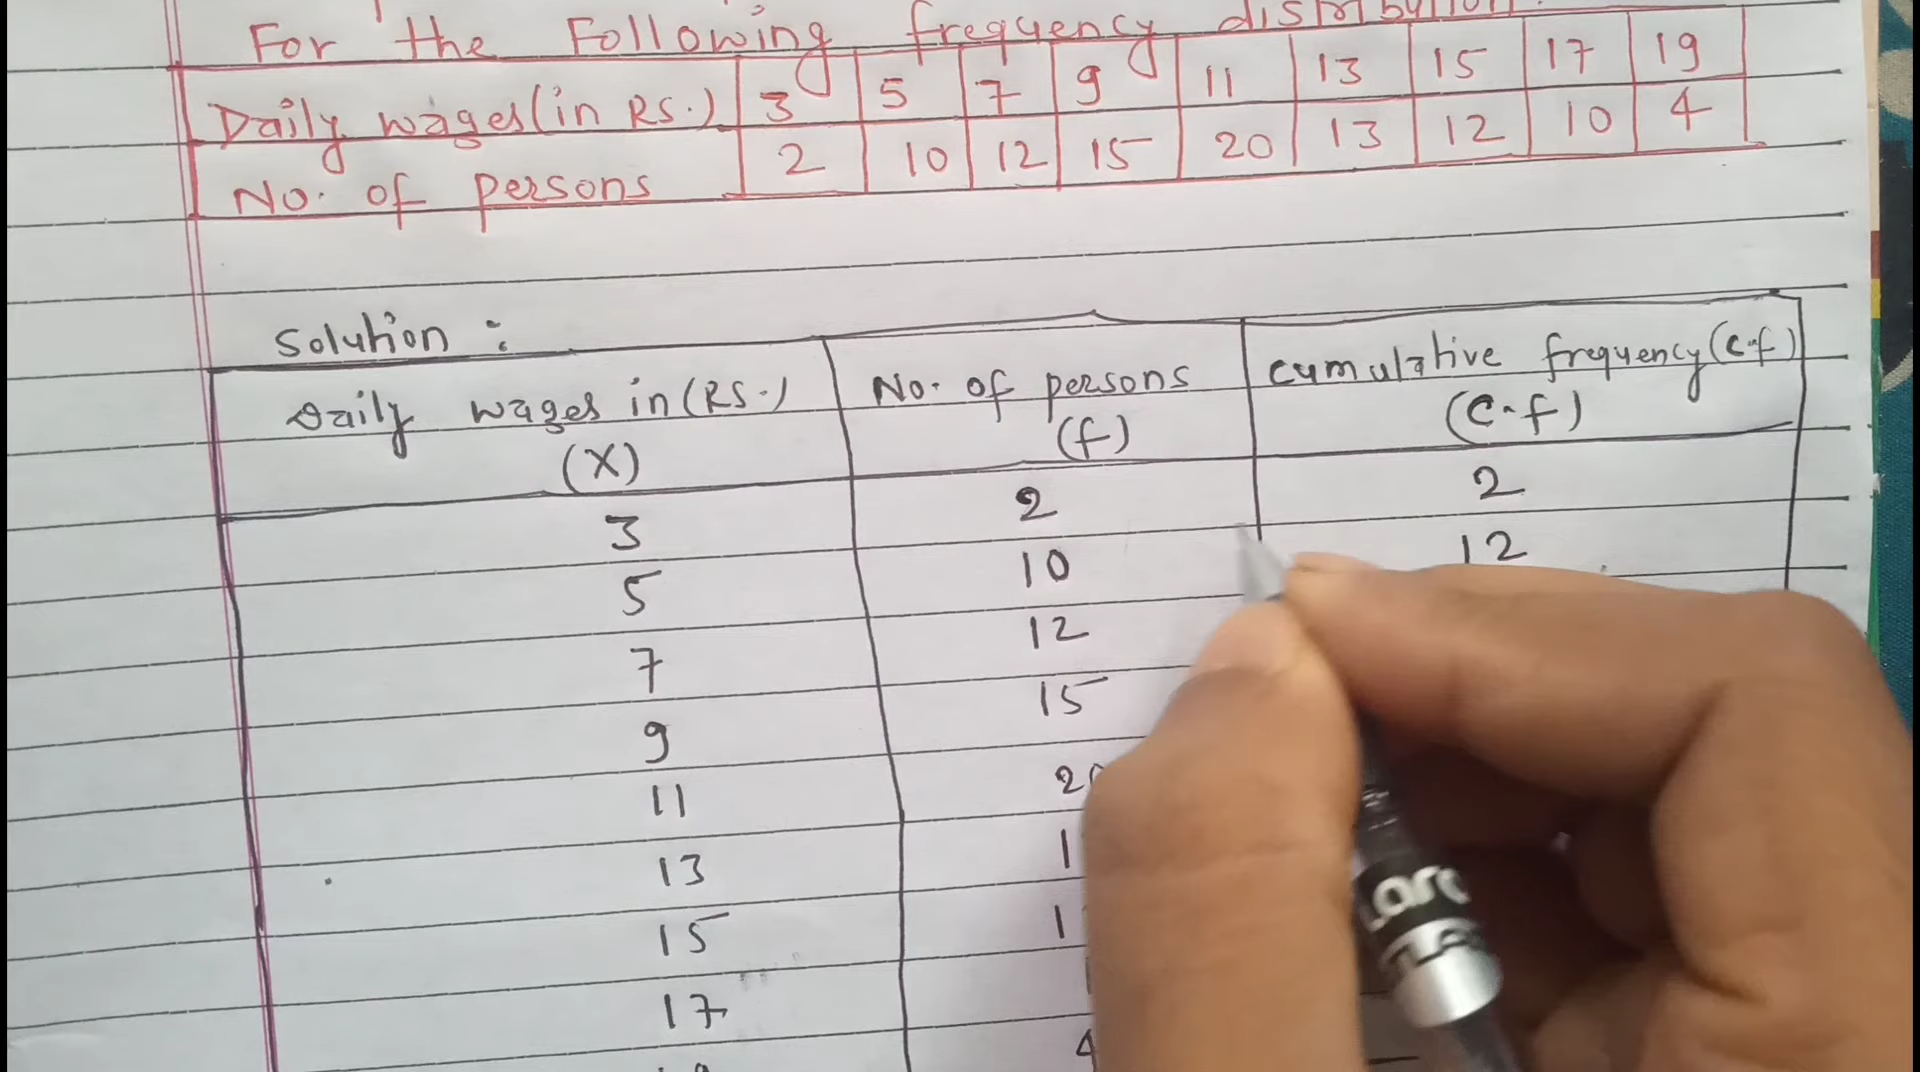 For the Following frequency distribution.
Daily wages(in RS.) 3 5 7 9 11 13 15 17 19
No. of persons 2 10 12 15 20 13 12 10 4
Solution :
Daily wages in (RS.) No. of persons cumulative frequency (c.f)
(X) (f) (c.f)
3 2 2
5 10 12
7 12
9 15
11
13
15
17
4